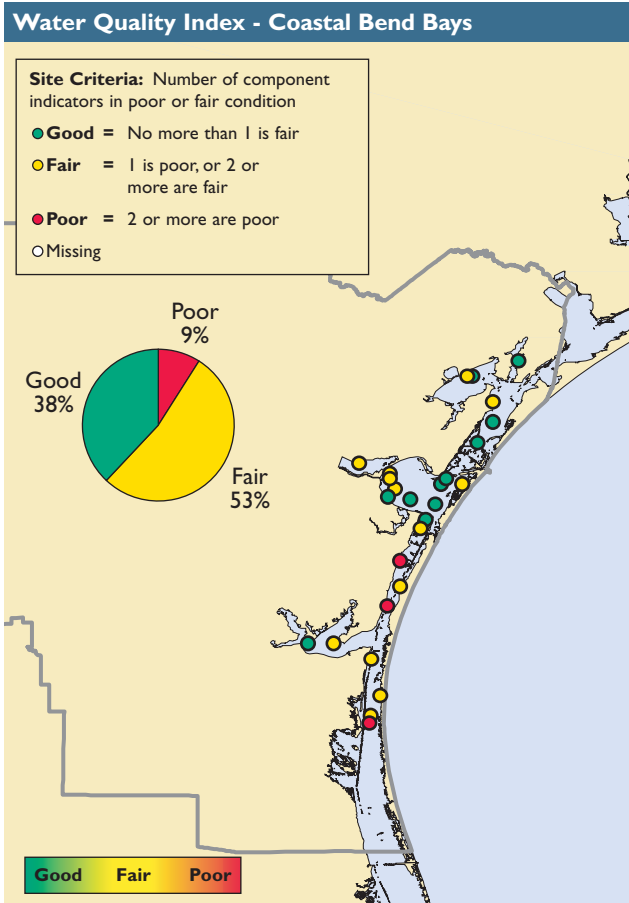 Water Quality Index - Coastal Bend Bays
Site Criteria: Number of component
indicators in poor or fair condition
Good = No more than 1 is fair
Fair = 1 is poor, or 2 or
more are fair
Poor = 2 or more are poor
Missing
Poor
9%
Good
38%
Fair
53%
Good Fair Poor